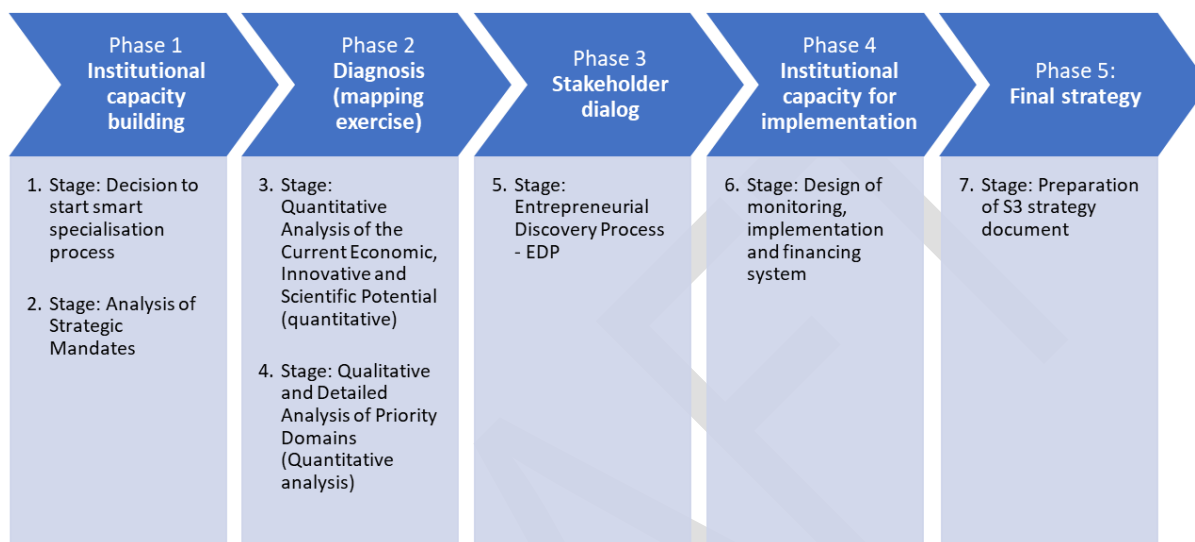 Phase 1
Institutional
capacity
building
Phase 2
Diagnosis
(mapping
exercise)
Phase 3
Stakeholder
dialog
Phase 4
Institutional
capacity for
implementation
Phase 5:
Final strategy
1. Stage: Decision to
start smart
specialisation
process
2. Stage: Analysis of
Strategic
Mandates
3. Stage:
Quantitative
Analysis of the
Current Economic,
Innovative and
Scientific Potential
(quantitative)
4. Stage: Qualitative
and Detailed
Analysis of Priority
Domains
(Quantitative
analysis)
5. Stage:
Entrepreneurial
Discovery Process
- EDP
6. Stage: Design of
monitoring,
implementation
and financing
system
7. Stage: Preparation
of S3 strategy
document